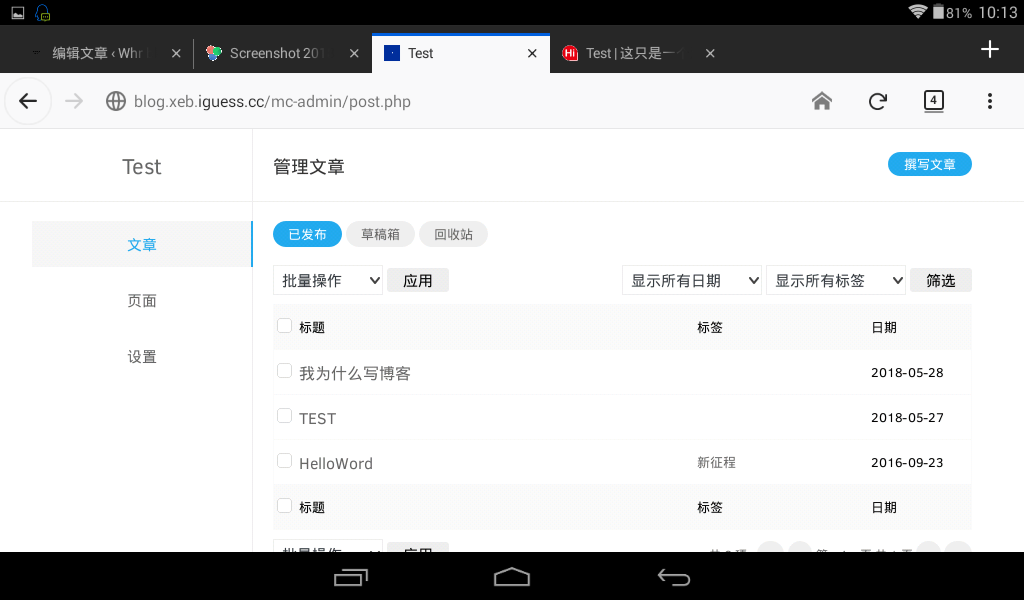 81% 10:13
编辑文章 ‹ Whr
Screenshot 201
Test
Test | 这只是一个
blog.xeb.iguess.cc/mc-admin/post.php
4
Test
管理文章
撰写文章
文章
页面
设置
已发布 草稿箱 回收站
批量操作 应用 显示所有日期 显示所有标签 筛选
标题 标签 日期
我为什么写博客 2018-05-28
TEST 2018-05-27
HelloWord 新征程 2016-09-23
标题 标签 日期
批量操作 应用